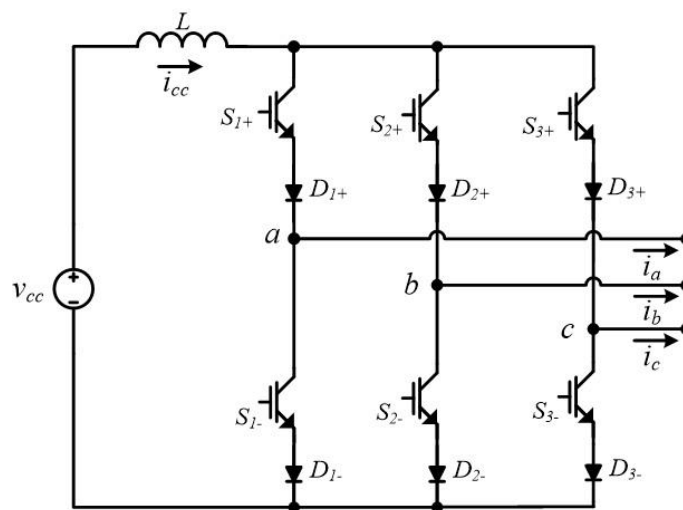 L
i_cc
S_1+
S_2+
S_3+
D_1+
D_2+
D_3+
a
i_a
+
v_cc
-
b
i_b
c
i_c
S_1-
S_2-
S_3-
D_1-
D_2-
D_3-